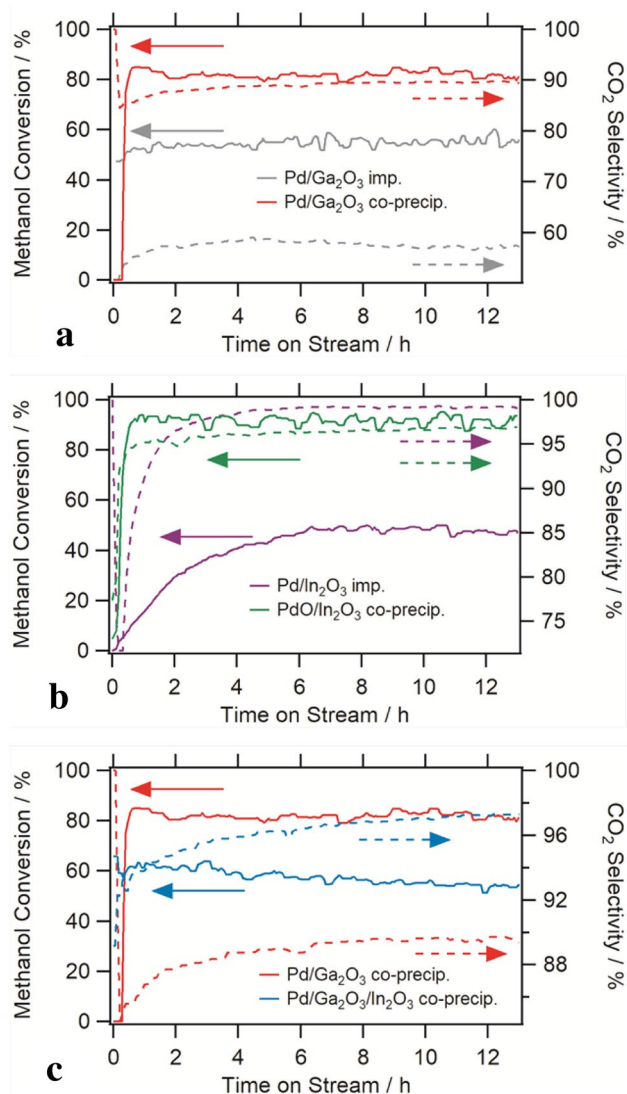 Methanol Conversion / %
100
80
60
40
20
0
100
90
80
77
60
CO₂ Selectivity / %
Pd/Ga₂O₃ imp.
Pd/Ga₂O₃ co-precip.
0 2 4 6 8 10 12
Time on Stream / h
a
Methanol Conversion / %
100
80
60
40
20
0
100
95
90
85
80
75
CO₂ Selectivity / %
Pd/In₂O₃ imp.
PdO/In₂O₃ co-precip.
0 2 4 6 8 10 12
Time on Stream / h
b
Methanol Conversion / %
100
80
60
40
20
0
100
97
93
88
CO₂ Selectivity / %
Pd/Ga₂O₃ co-precip.
Pd/Ga₂O₃/In₂O₃ co-precip.
0 2 4 6 8 10 12
Time on Stream / h
c